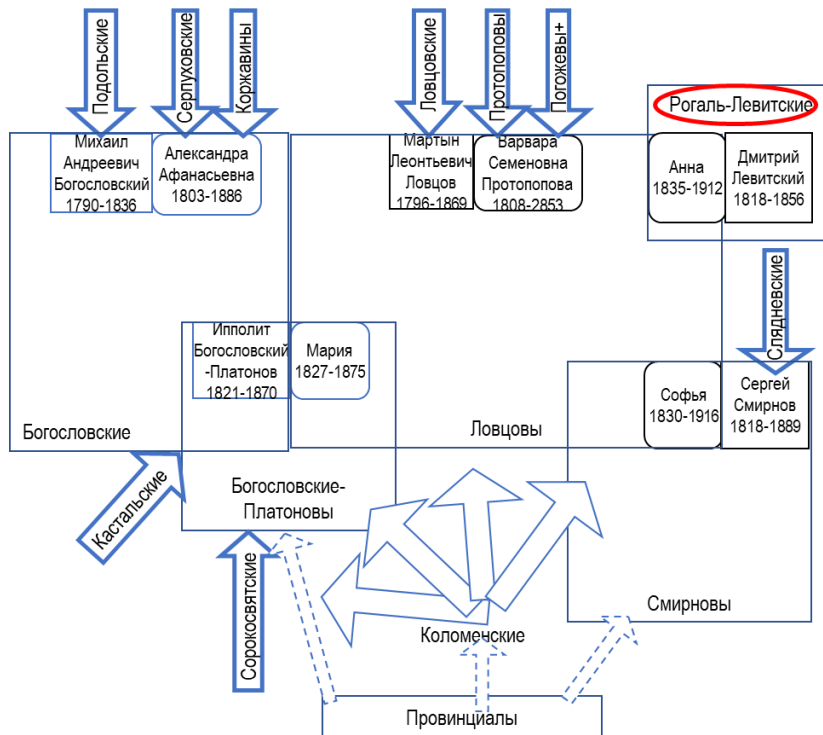 Подольские
Серпуховские
Коржавины
Ловцовские
Протопоповы
Погожевы+
Рогаль-Левитские
Михаил
Андреевич
Богословский
1790-1836
Александра
Афанасьевна
1803-1886
Мартын
Леонтьевич
Ловцов
1796-1869
Варвара
Семеновна
Протопопова
1808-2853
Анна
1835-1912
Дмитрий
Левитский
1818-1856
Слядневские
Ипполит
Богословский
-Платонов
1821-1870
Мария
1827-1875
Софья
1830-1916
Сергей
Смирнов
1818-1889
Богословские
Ловцовы
Кастальские
Богословские-
Платоновы
Сорокосвятские
Смирновы
Коломенские
Провинциалы